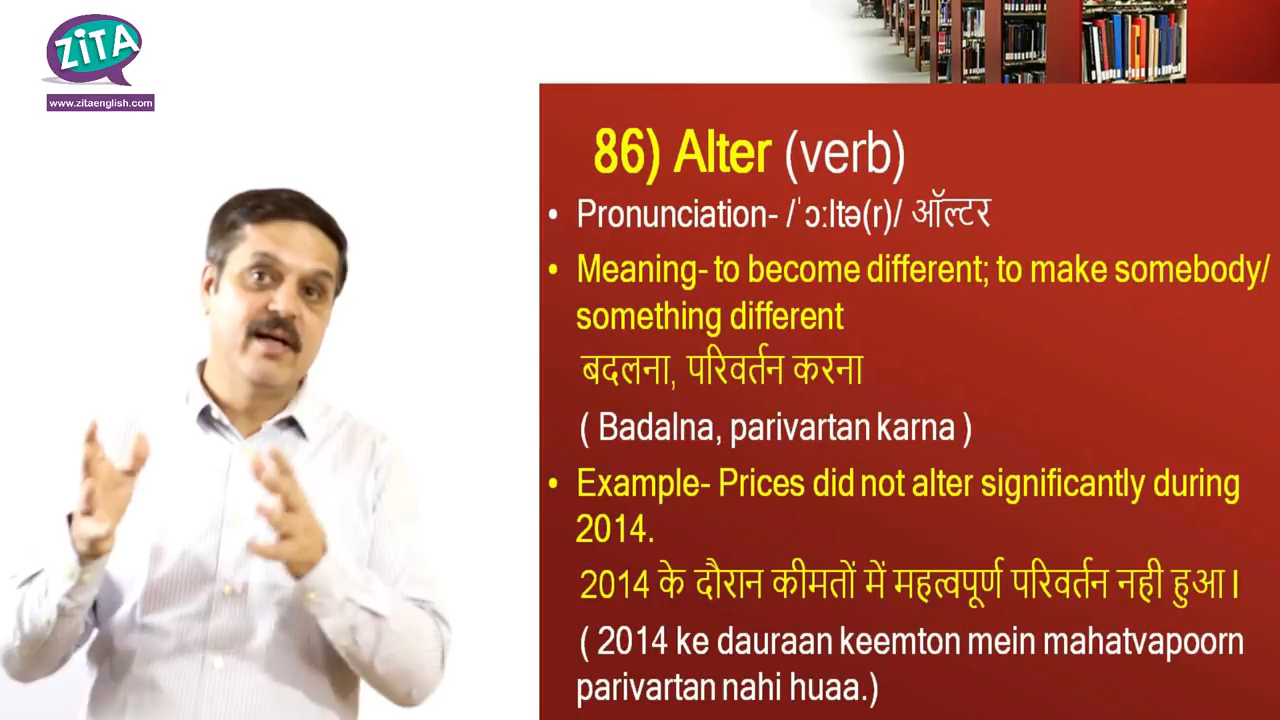 ZiTA
www.zitaenglish.com
86) Alter (verb)
• Pronunciation- /ˈɔːltə(r)/ ऑल्टर
• Meaning- to become different; to make somebody/
something different
बदलना, परिवर्तन करना
( Badalna, parivartan karna )
• Example- Prices did not alter significantly during
2014.
2014 के दौरान कीमतों में महत्वपूर्ण परिवर्तन नही हुआ।
( 2014 ke dauraan keemton mein mahatvapoorn
parivartan nahi huaa.)